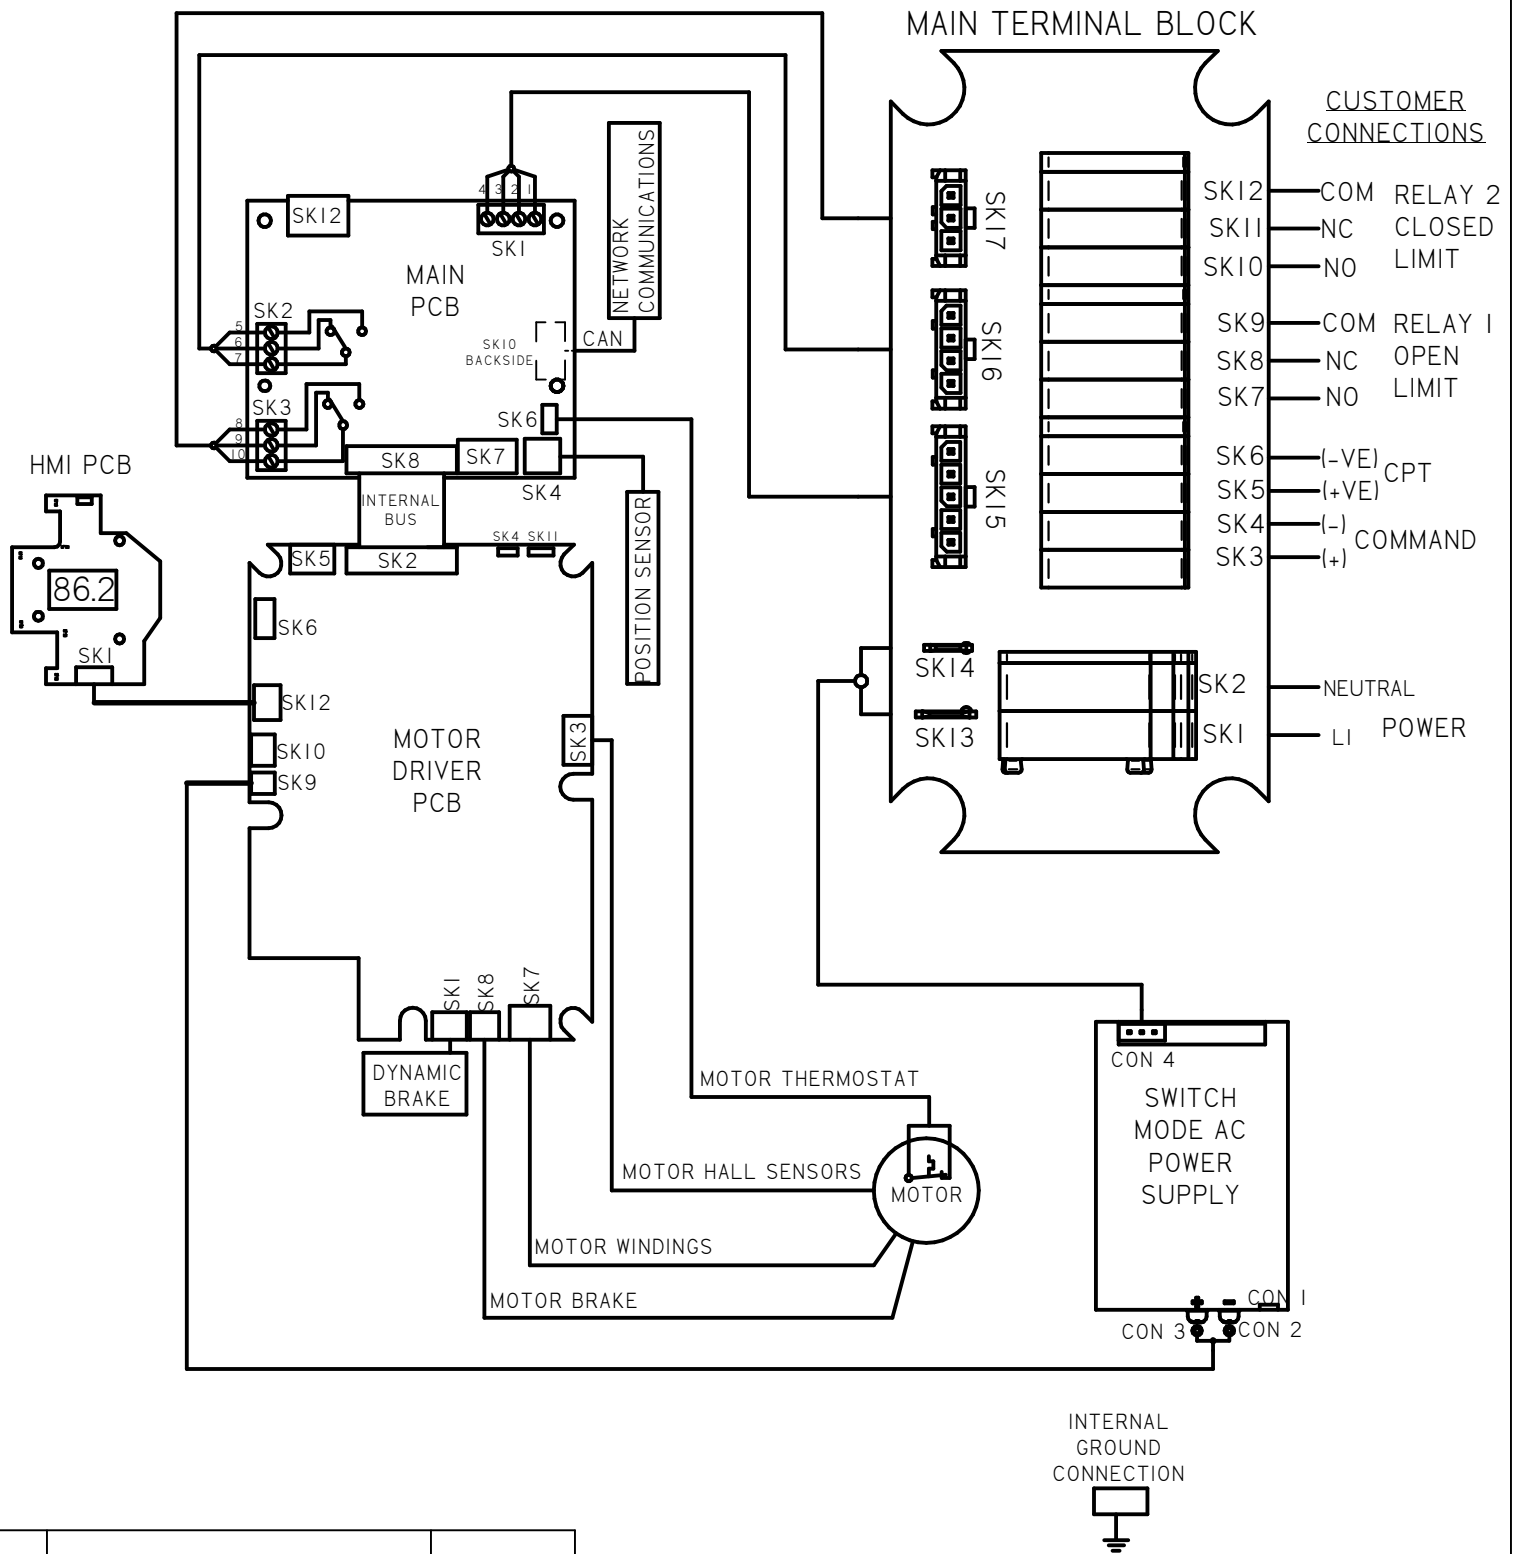 MAIN TERMINAL BLOCK
CUSTOMER
CONNECTIONS
SK12
COM
RELAY 2
SK11
NC
CLOSED
SK10
NO
LIMIT
SK9
COM
RELAY 1
SK8
NC
OPEN
SK7
NO
LIMIT
SK6
(-VE)
CPT
SK5
(+VE)
SK4
(-)
COMMAND
SK3
(+)
SK2
NEUTRAL
SK1
L1
POWER
SK17
SK16
SK15
SK14
SK13
NETWORK
COMMUNICATIONS
4 3 2 1
SK12
SK1
MAIN
PCB
SK2
5
6
7
SK10
BACKSIDE
CAN
SK3
8
9
10
SK6
SK8
SK7
SK4
INTERNAL
BUS
POSITION SENSOR
HMI PCB
86.2
SK1
SK5
SK2
SK4 SK11
SK6
SK12
SK10
SK9
SK3
MOTOR
DRIVER
PCB
SK1
SK8
SK7
DYNAMIC
BRAKE
MOTOR THERMOSTAT
MOTOR HALL SENSORS
MOTOR
MOTOR WINDINGS
MOTOR BRAKE
CON 4
SWITCH
MODE AC
POWER
SUPPLY
+ -
CON 1
CON 3
CON 2
INTERNAL
GROUND
CONNECTION